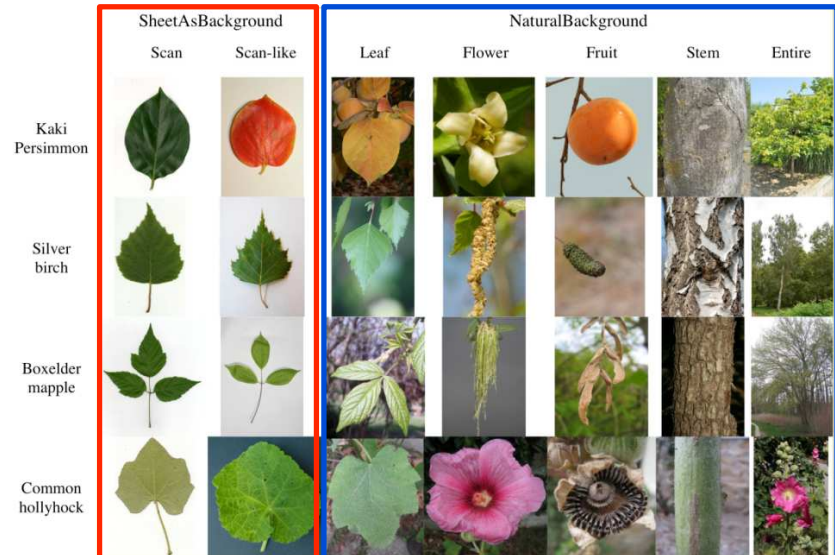 SheetAsBackground NaturalBackground
Scan Scan-like Leaf Flower Fruit Stem Entire
Kaki
Persimmon
Silver
birch
Boxelder
mapple
Common
hollyhock